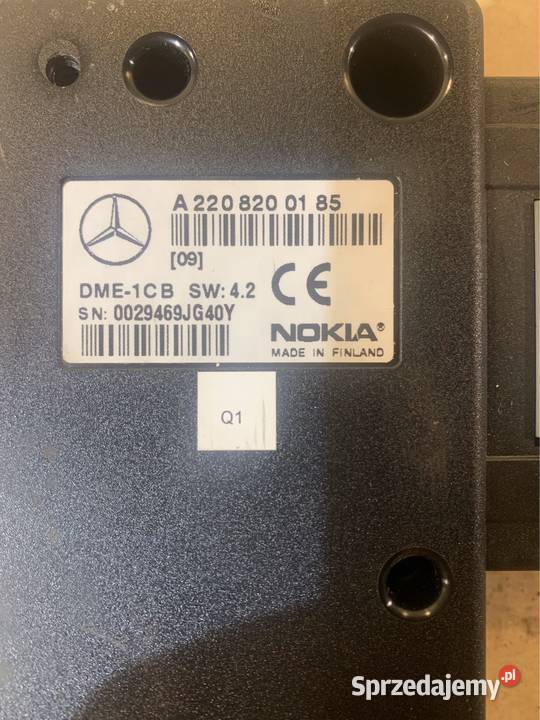 A 220 820 01 85
[09]
DME-1CB SW: 4.2
SN: 0029469JG40Y
CE
NOKIA®
MADE IN FINLAND
Q1
Sprzedajemy.pl